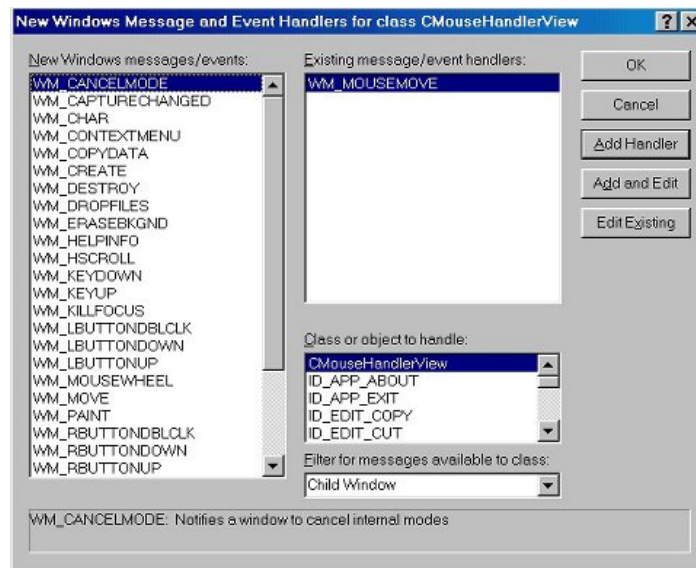 New Windows Message and Event Handlers for class CMouseHandlerView
New Windows messages/events:
WM_CANCELMODE
WM_CAPTURECHANGED
WM_CHAR
WM_CONTEXTMENU
WM_COPYDATA
WM_CREATE
WM_DESTROY
WM_DROPFILES
WM_ERASEBKGND
WM_HELPINFO
WM_HSCROLL
WM_KEYDOWN
WM_KEYUP
WM_KILLFOCUS
WM_LBUTTONDBLCLK
WM_LBUTTONDOWN
WM_LBUTTONUP
WM_MOUSEWHEEL
WM_MOVE
WM_PAINT
WM_RBUTTONDBLCLK
WM_RBUTTONDOWN
WM_RBUTTONUP
Existing message/event handlers:
WM_MOUSEMOVE
Class or object to handle:
CMouseHandlerView
ID_APP_ABOUT
ID_APP_EXIT
ID_EDIT_COPY
ID_EDIT_CUT
Filter for messages available to class:
Child Window
OK
Cancel
Add Handler
Add and Edit
Edit Existing
WM_CANCELMODE: Notifies a window to cancel internal modes